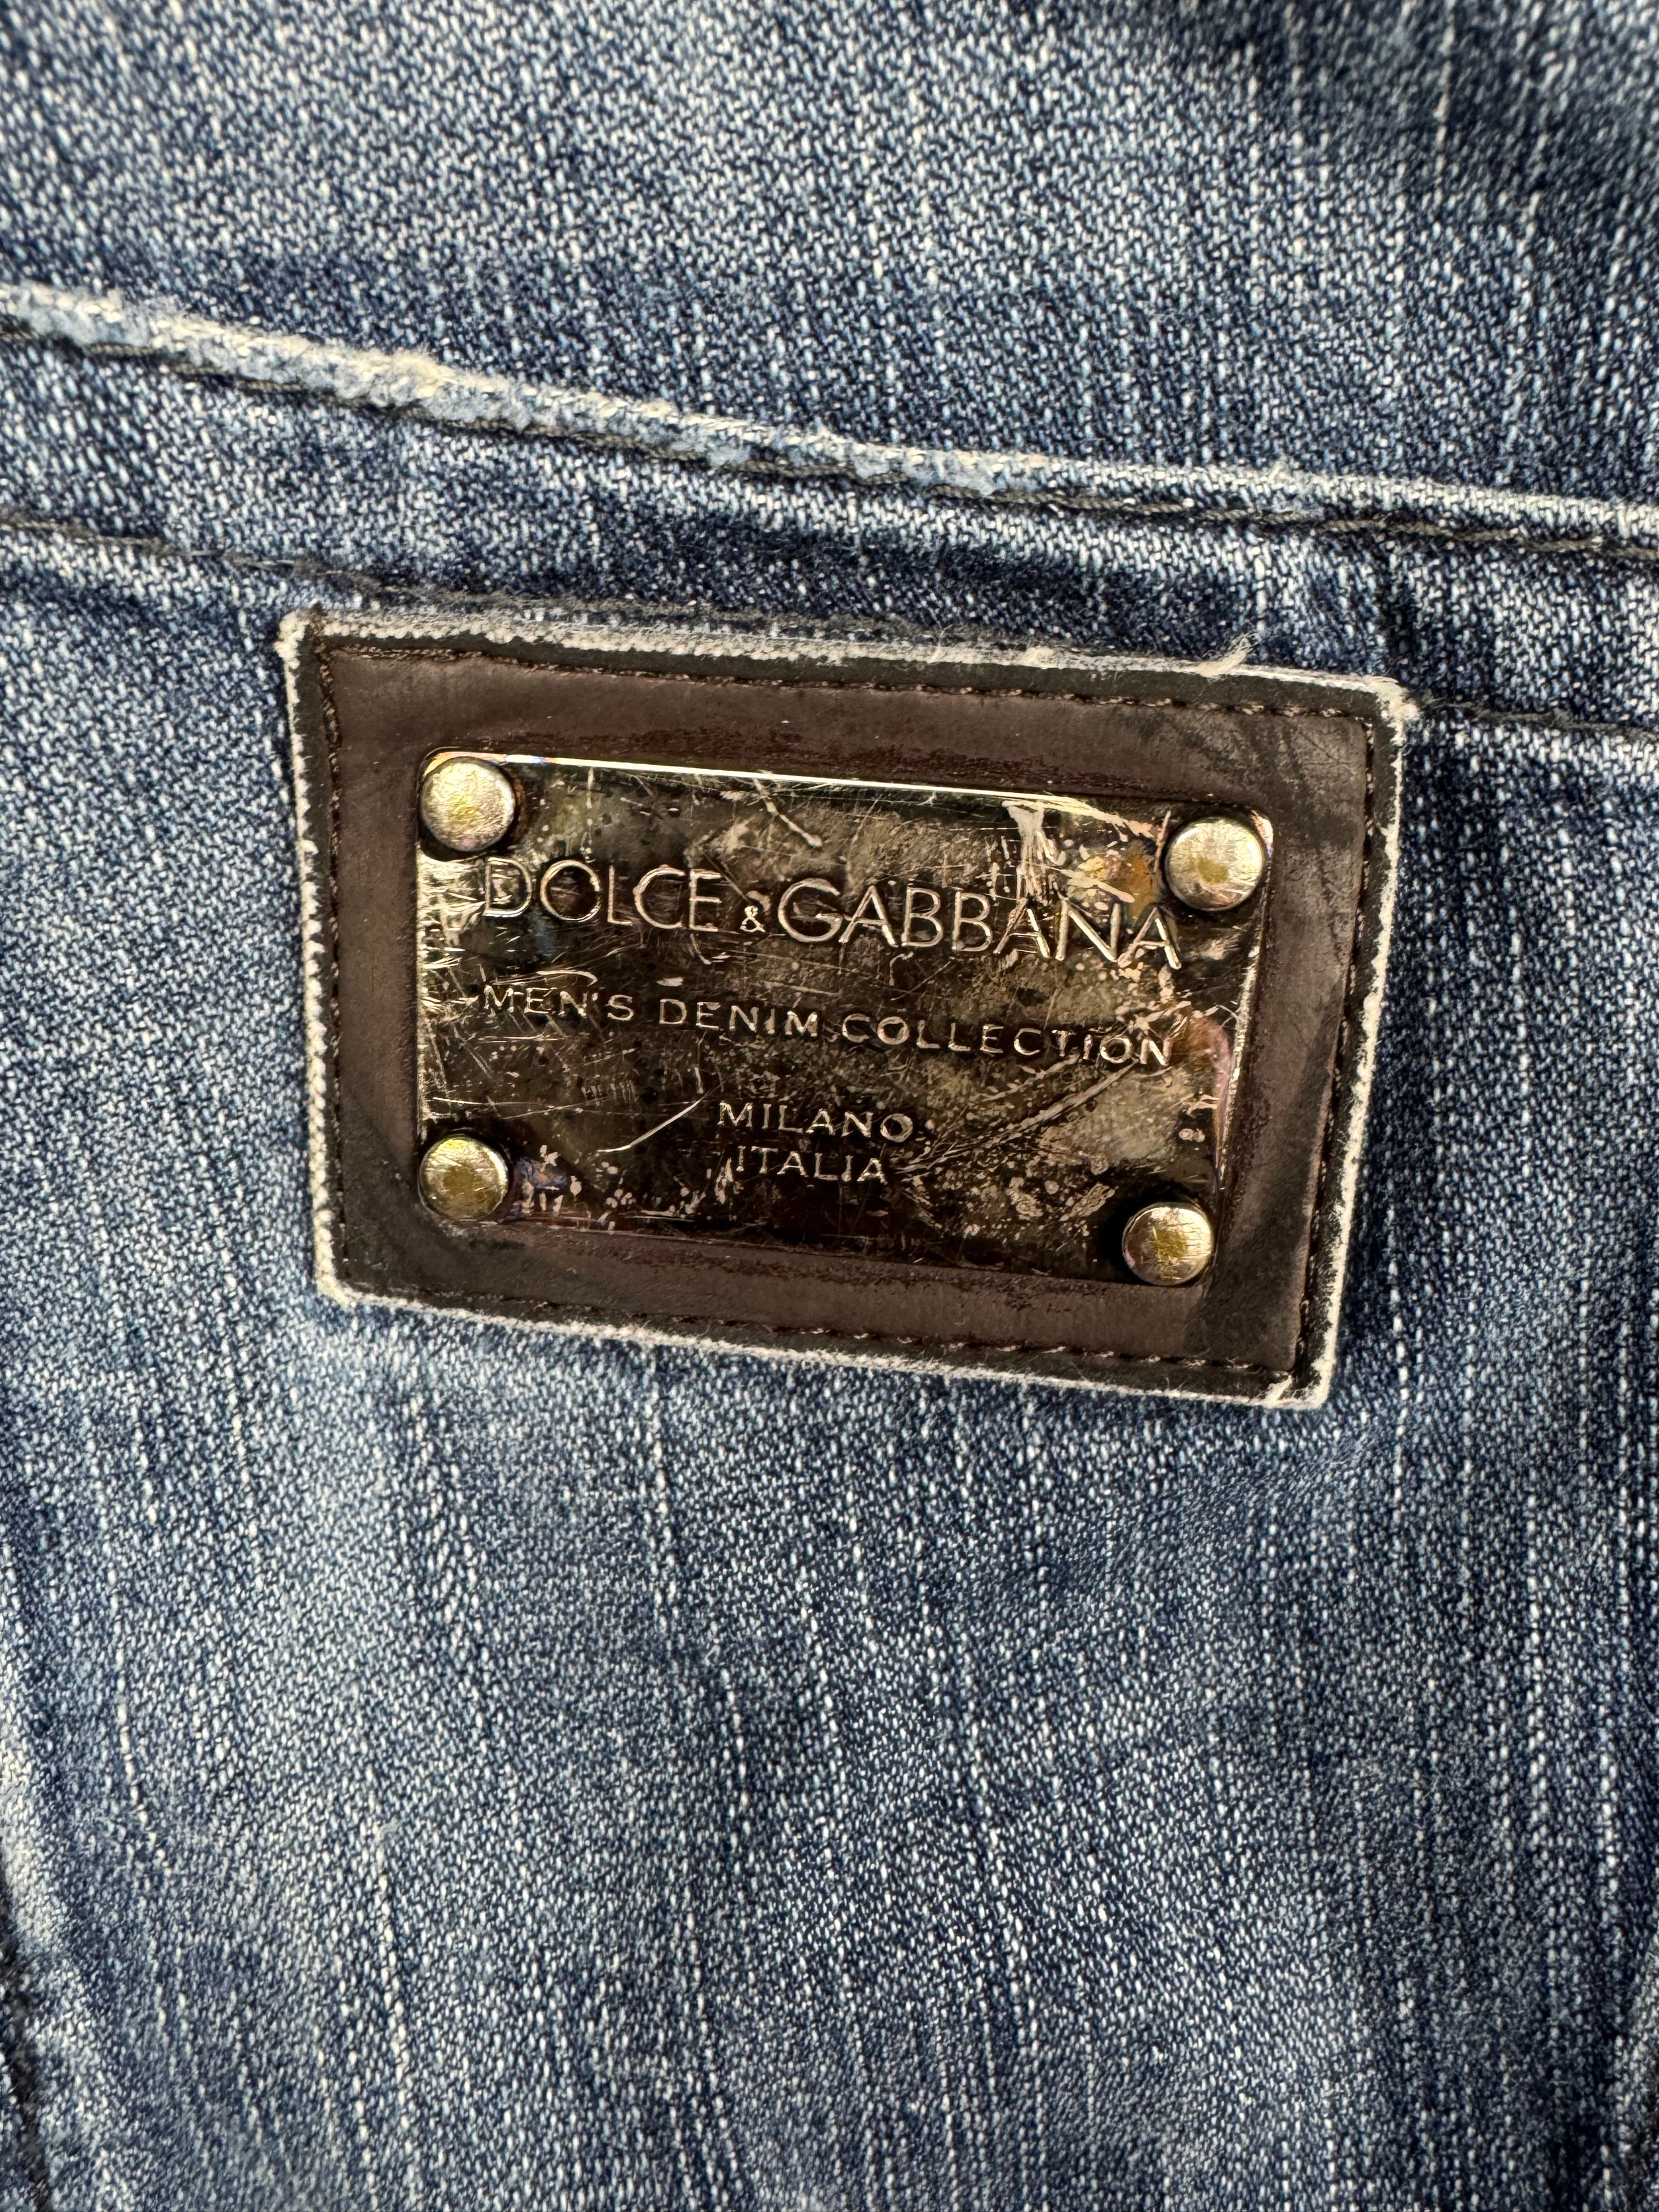 DOLCE & GABBANA
MEN'S DENIM COLLECTION
MILANO
ITALIA